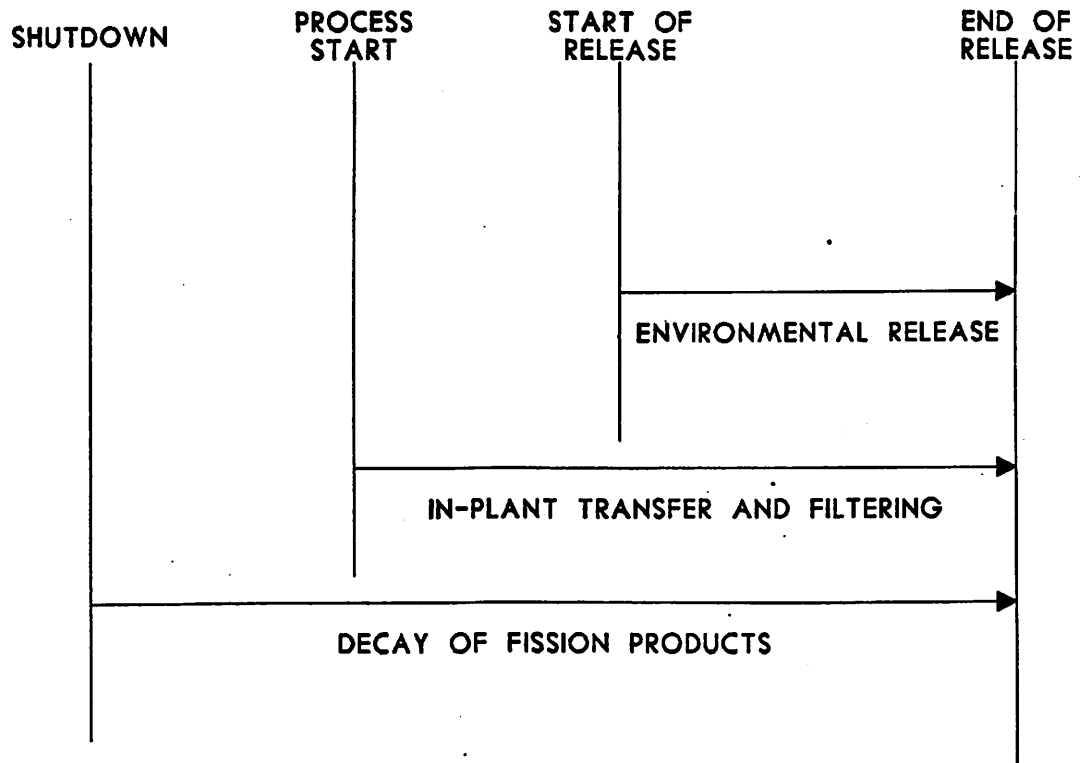 SHUTDOWN
PROCESS
START
START OF
RELEASE
END OF
RELEASE
ENVIRONMENTAL RELEASE
IN-PLANT TRANSFER AND FILTERING
DECAY OF FISSION PRODUCTS